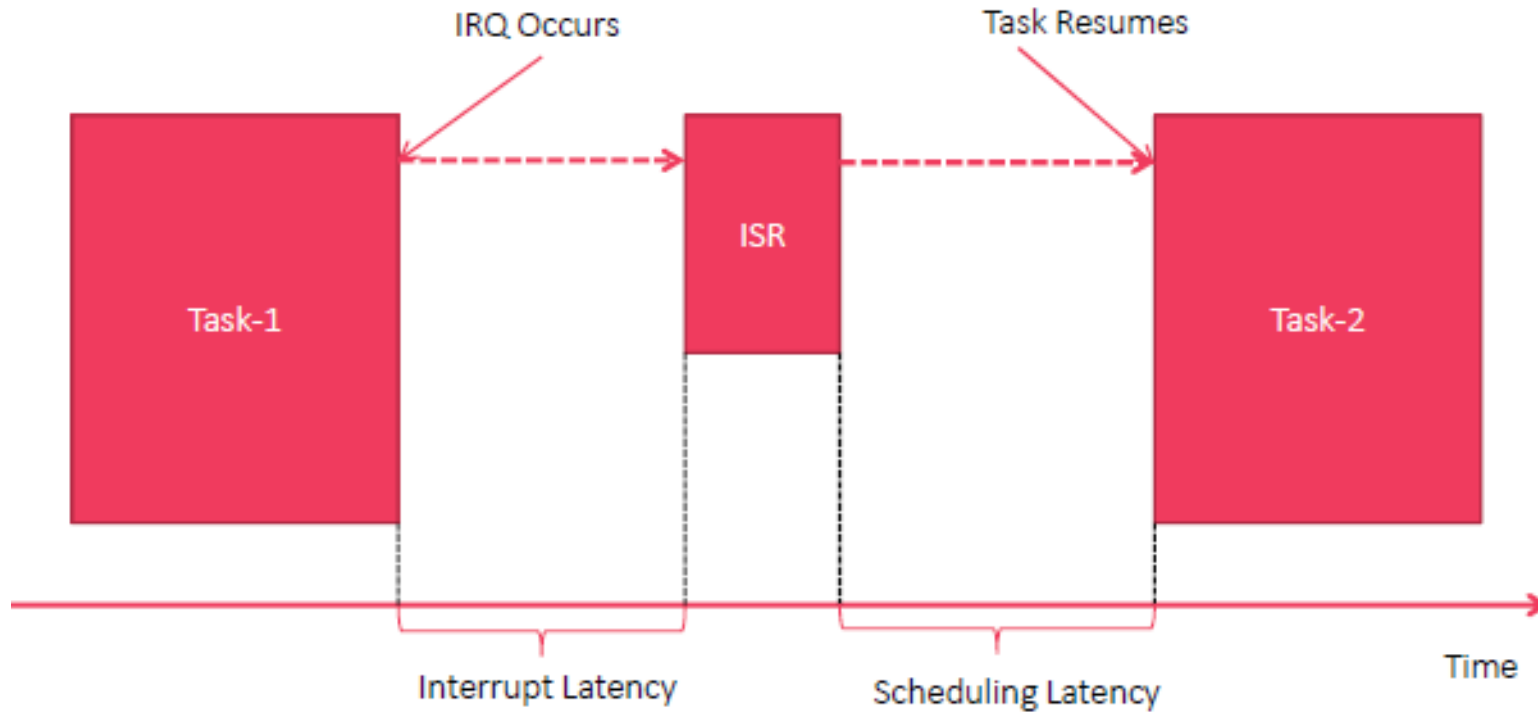 IRQ Occurs
Task Resumes
Task-1
ISR
Task-2
Interrupt Latency
Scheduling Latency
Time